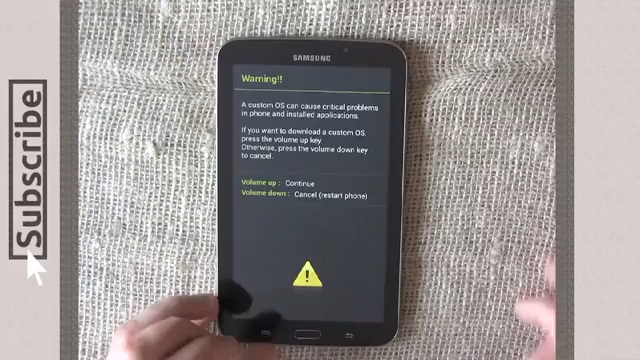 SAMSUNG
Warning!!
A custom OS can cause critical problems
in phone and installed applications.
If you want to download a custom OS,
press the volume up key.
Otherwise, press the volume down key
to cancel.
Volume up : Continue
Volume down : Cancel (restart phone)
Subscribe